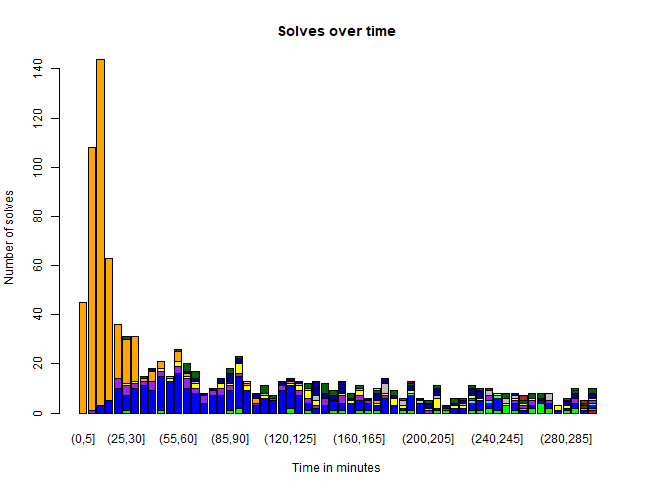 Solves over time
Number of solves
140
120
100
80
60
40
20
0
(0,5] (25,30] (55,60] (85,90] (120,125] (160,165] (200,205] (240,245] (280,285]
Time in minutes